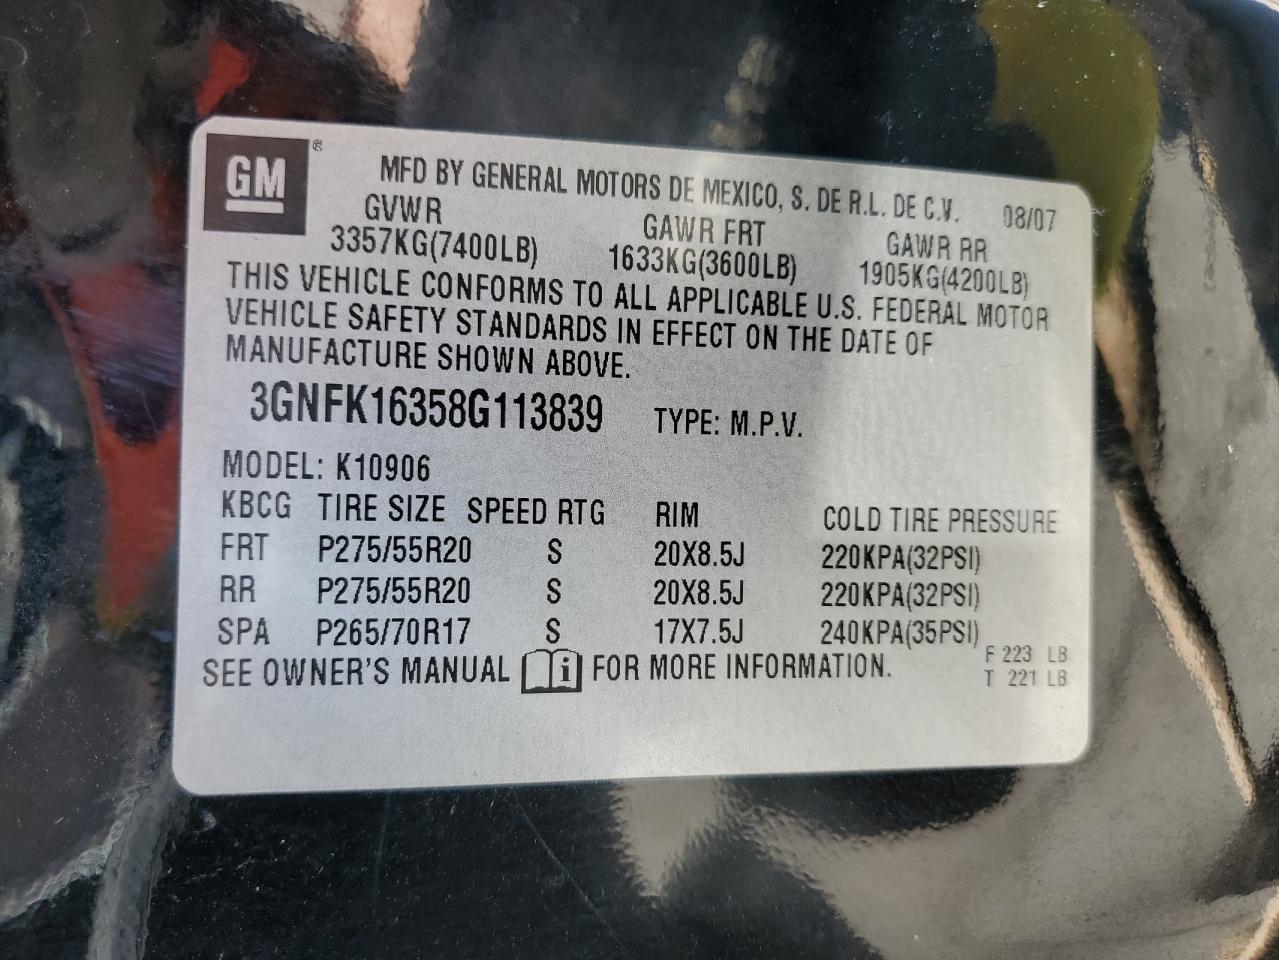 GM ®
MFD BY GENERAL MOTORS DE MEXICO, S. DE R.L. DE C.V. 08/07
GVWR GAWR FRT GAWR RR
3357KG(7400LB) 1633KG(3600LB) 1905KG(4200LB)
THIS VEHICLE CONFORMS TO ALL APPLICABLE U.S. FEDERAL MOTOR
VEHICLE SAFETY STANDARDS IN EFFECT ON THE DATE OF
MANUFACTURE SHOWN ABOVE.
3GNFK16358G113839 TYPE: M.P.V.
MODEL: K10906
KBCG TIRE SIZE SPEED RTG RIM COLD TIRE PRESSURE
FRT P275/55R20 S 20X8.5J 220KPA(32PSI)
RR P275/55R20 S 20X8.5J 220KPA(32PSI)
SPA P265/70R17 S 17X7.5J 240KPA(35PSI)
SEE OWNER'S MANUAL i FOR MORE INFORMATION.
F 223 LB
T 221 LB